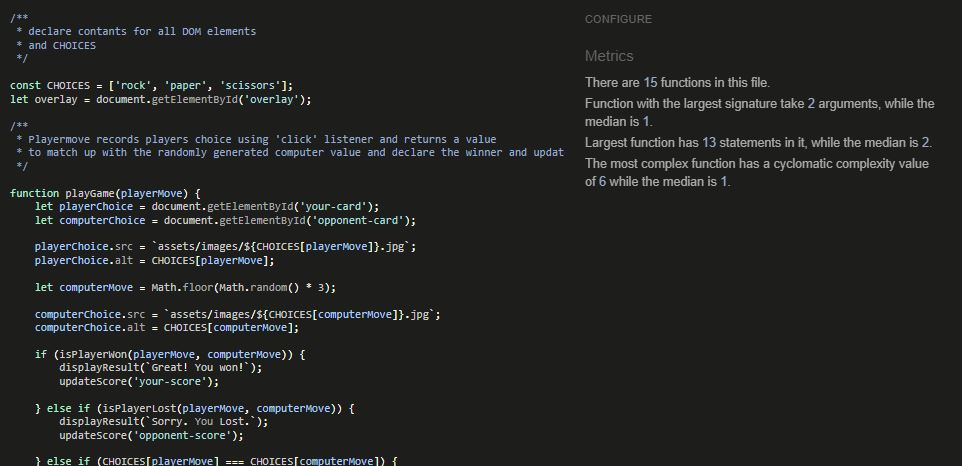 /**
 * declare contants for all DOM elements
 * and CHOICES
 */
const CHOICES = ['rock', 'paper', 'scissors'];
let overlay = document.getElementById('overlay');
/**
 * Playermove records players choice using 'click' listener and returns a value
 * to match up with the randomly generated computer value and declare the winner and updat
 */
function playGame(playerMove) {
    let playerChoice = document.getElementById('your-card');
    let computerChoice = document.getElementById('opponent-card');
    playerChoice.src = `assets/images/${CHOICES[playerMove]}.jpg`;
    playerChoice.alt = CHOICES[playerMove];
    let computerMove = Math.floor(Math.random() * 3);
    computerChoice.src = `assets/images/${CHOICES[computerMove]}.jpg`;
    computerChoice.alt = CHOICES[computerMove];
    if (isPlayerWon(playerMove, computerMove)) {
        displayResult(`Great! You won!`);
        updateScore('your-score');
    } else if (isPlayerLost(playerMove, computerMove)) {
        displayResult(`Sorry. You Lost.`);
        updateScore('opponent-score');
    } else if (CHOICES[playerMove] === CHOICES[computerMove]) {
CONFIGURE
Metrics
There are 15 functions in this file.
Function with the largest signature take 2 arguments, while the
median is 1.
Largest function has 13 statements in it, while the median is 2.
The most complex function has a cyclomatic complexity value
of 6 while the median is 1.